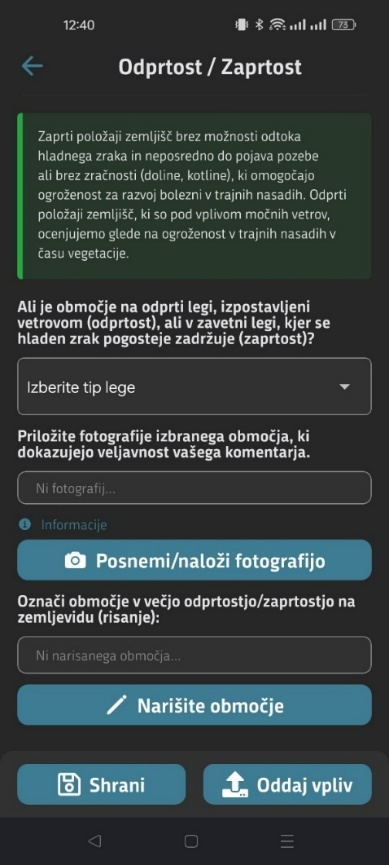 12:40
73
Odprtost / Zaprtost
Zaprti položaji zemljišč brez možnosti odtoka
hladnega zraka in neposredno do pojava pozebe
ali brez zračnosti (doline, kotline), ki omogočajo
ogroženost za razvoj bolezni v trajnih nasadih. Odprti
položaji zemljišč, ki so pod vplivom močnih vetrov,
ocenjujemo glede na ogroženost v trajnih nasadih v
času vegetacije.
Ali je območje na odprti legi, izpostavljeni
vetrovom (odprtost), ali v zavetni legi, kjer se
hladen zrak pogosteje zadržuje (zaprtost)?
Izberite tip lege
Priložite fotografije izbranega območja, ki
dokazujejo veljavnost vašega komentarja.
Ni fotografij...
Informacije
Posnemi/naloži fotografijo
Označi območje v večjo odprtostjo/zaprtostjo na
zemljevidu (risanje):
Ni narisanega območja...
Narišite območje
Shrani
Oddaj vpliv